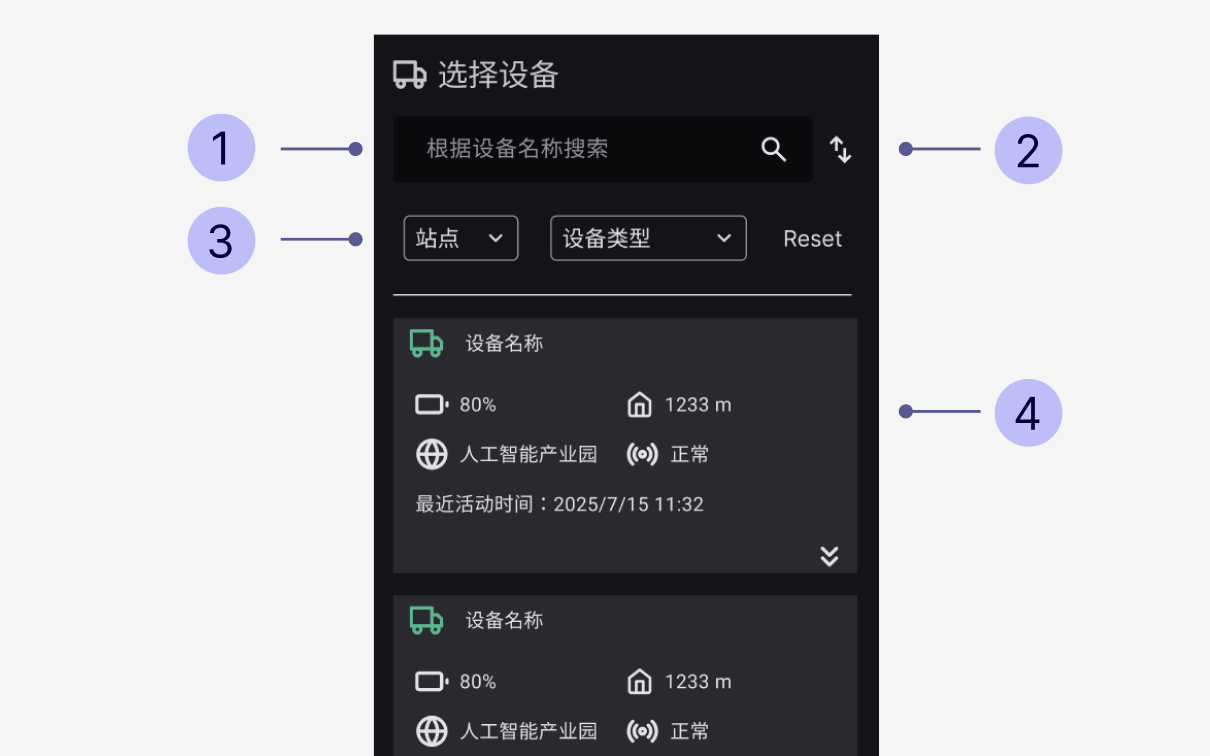 选择设备
1
根据设备名称搜索
2
3
站点
设备类型
Reset
设备名称
80%
1233 m
4
人工智能产业园
正常
最近活动时间：2025/7/15 11:32
设备名称
80%
1233 m
人工智能产业园
正常